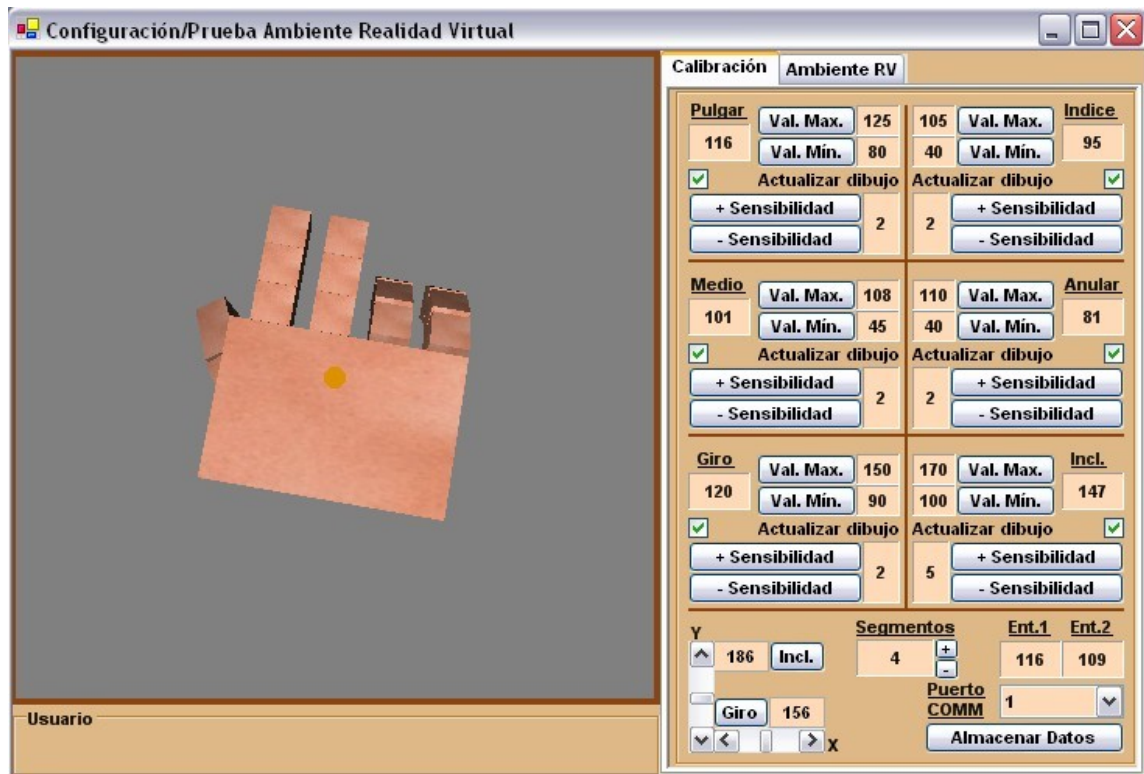 Configuración/Prueba Ambiente Realidad Virtual
Calibración Ambiente RV
Pulgar Val. Max. 125 105 Val. Max. Indice
116 Val. Mín. 80 40 Val. Mín. 95
Actualizar dibujo Actualizar dibujo
+ Sensibilidad 2 2 + Sensibilidad
- Sensibilidad - Sensibilidad
Medio Val. Max. 108 110 Val. Max. Anular
101 Val. Mín. 45 40 Val. Mín. 81
Actualizar dibujo Actualizar dibujo
+ Sensibilidad 2 2 + Sensibilidad
- Sensibilidad - Sensibilidad
Giro Val. Max. 150 170 Val. Max. Incl.
120 Val. Mín. 90 100 Val. Mín. 147
Actualizar dibujo Actualizar dibujo
+ Sensibilidad 2 5 + Sensibilidad
- Sensibilidad - Sensibilidad
Y Segmentos Ent.1 Ent.2
186 Incl. 4 + - 116 109
Puerto
COMM 1
Giro 156
X Almacenar Datos
Usuario